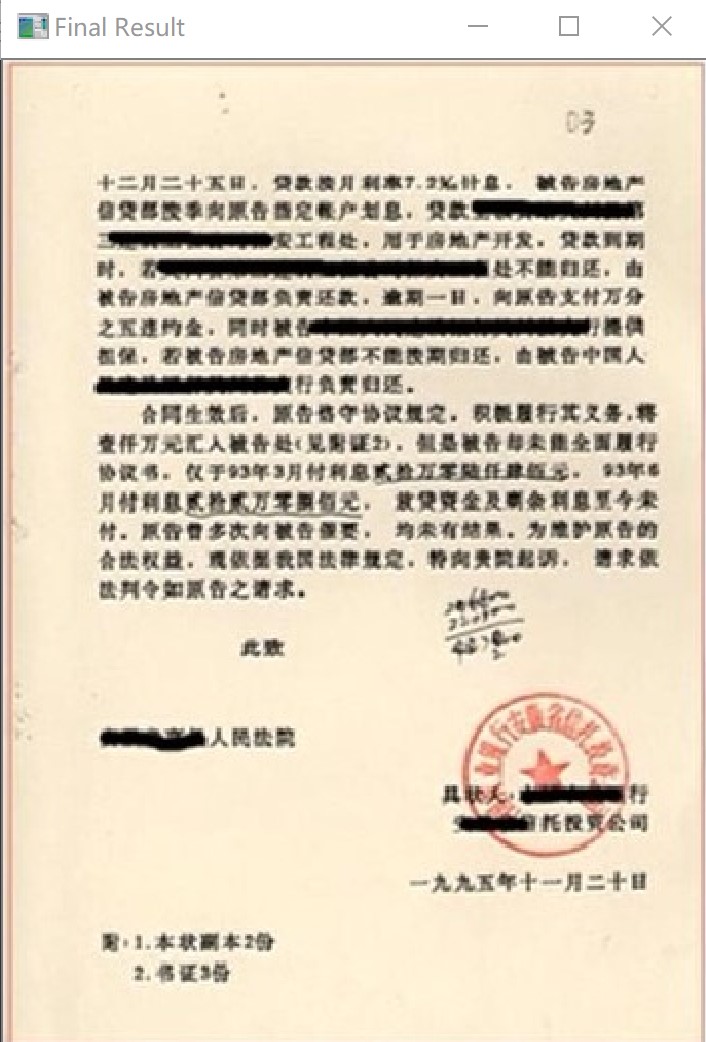 Final Result
03
十二月二十五日，贷款按月利率7.2‰计息，被告房地产
信贷部按季向原告指定帐户划息，贷款
安工程处，用于房地产开发。贷款到期
时，若处不能归还，由
被告房地产信贷部负责还款，逾期一日，向原告支付万分
之五违约金，同时被告行提供
担保，若被告房地产信贷部不能按期归还，由被告中国人
行负责归还。
合同生效后，原告恪守协议规定，积极履行其义务，将
壹仟万元汇入被告处(见附证2)，但是被告却未能全面履行
协议书，仅于93年3月付利息贰拾万零陆仟肆佰元，93年6
月付利息贰拾贰万零捌佰元，放贷资金及剩余利息至今未
付。原告曾多次向被告催要，均未有结果。为维护原告的
合法权益，现依据我国法律规定，特向贵院起诉，请求依
法判令如原告之请求。
此致
人民法院
具状人：行
信托投资公司
一九九五年十一月二十日
附：1.本状副本2份
2.书证3份